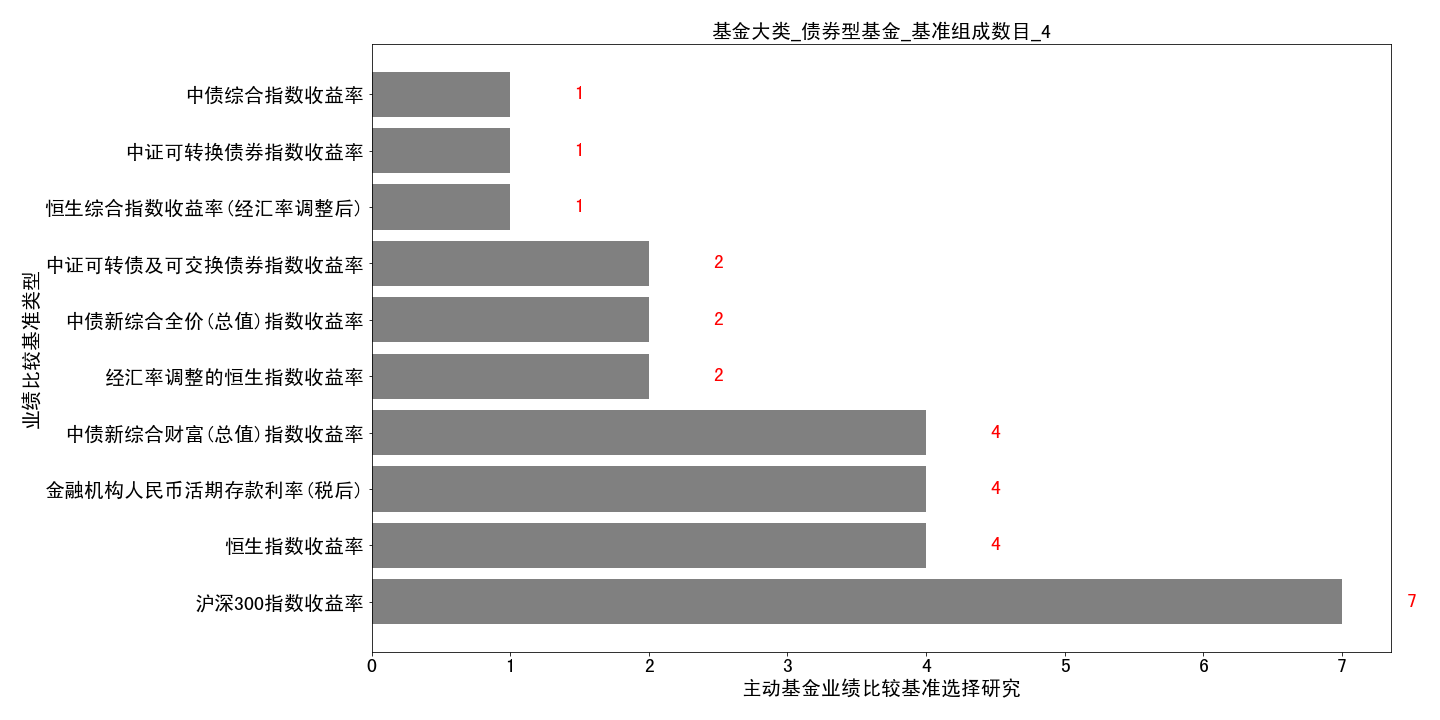 基金大类_债券型基金_基准组成数目_4
中债综合指数收益率 1
中证可转换债券指数收益率 1
恒生综合指数收益率(经汇率调整后) 1
中证可转债及可交换债券指数收益率 2
中债新综合全价(总值)指数收益率 2
经汇率调整的恒生指数收益率 2
中债新综合财富(总值)指数收益率 4
金融机构人民币活期存款利率(税后) 4
恒生指数收益率 4
沪深300指数收益率 7
业绩比较基准类型
0 1 2 3 4 5 6 7
主动基金业绩比较基准选择研究